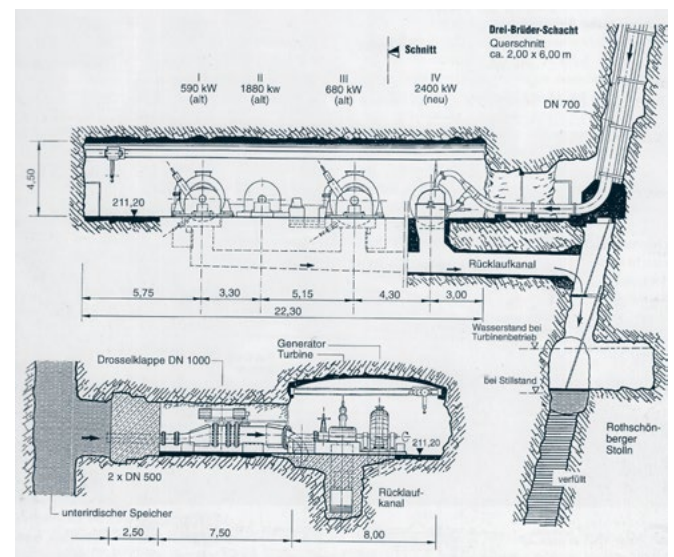 Drei-Brüder-Schacht
Querschnitt
ca. 2,00 x 6,00 m
Schnitt
I
590 kW
(alt)
II
1880 kw
(alt)
III
680 kW
(alt)
IV
2400 kW
(neu)
DN 700
4,50
211,20
Rücklaufkanal
5,75
3,30
5,15
4,30
3,00
22,30
Wasserstand bei
Turbinenbetrieb
bei Stillstand
Rothschön-
berger
Stolln
verfüllt
Generator
Turbine
Drosselklappe DN 1000
211,20
2 x DN 500
Rücklauf-
kanal
unterirdischer Speicher
2,50
7,50
8,00